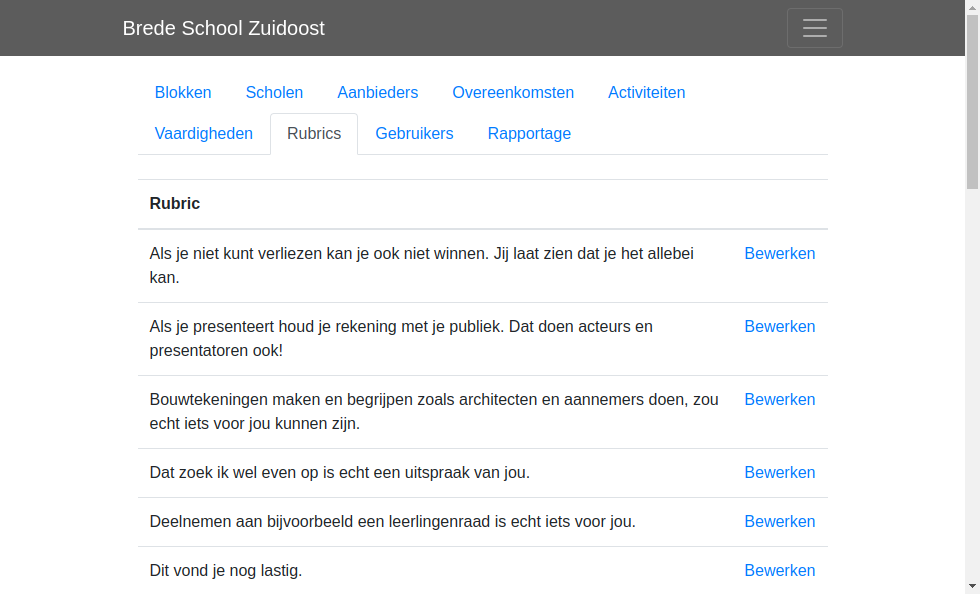 Brede School Zuidoost
Blokken Scholen Aanbieders Overeenkomsten Activiteiten
Vaardigheden Rubrics Gebruikers Rapportage
Rubric
Als je niet kunt verliezen kan je ook niet winnen. Jij laat zien dat je het allebei Bewerken
kan.
Als je presenteert houd je rekening met je publiek. Dat doen acteurs en Bewerken
presentatoren ook!
Bouwtekeningen maken en begrijpen zoals architecten en aannemers doen, zou Bewerken
echt iets voor jou kunnen zijn.
Dat zoek ik wel even op is echt een uitspraak van jou. Bewerken
Deelnemen aan bijvoorbeeld een leerlingenraad is echt iets voor jou. Bewerken
Dit vond je nog lastig. Bewerken